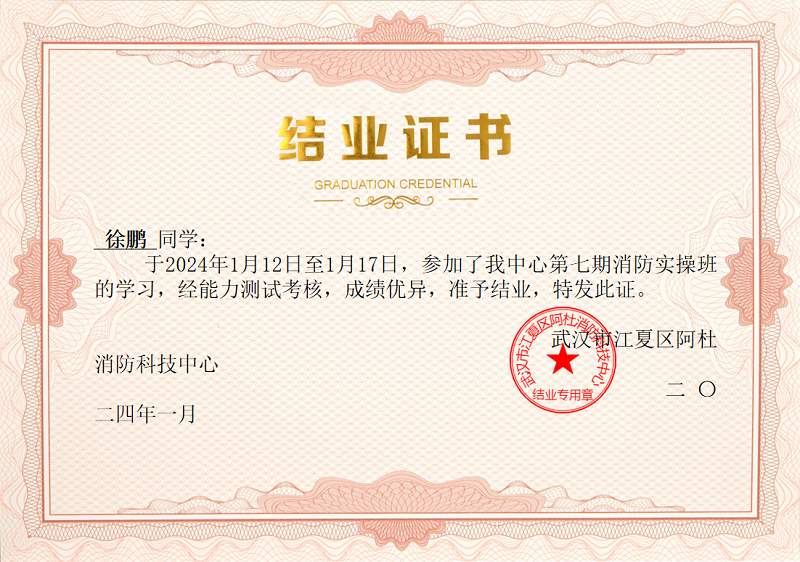 结业证书
GRADUATION CREDENTIAL
徐鹏 同学：
于2024年1月12日至1月17日，参加了我中心第七期消防实操班
的学习，经能力测试考核，成绩优异，准予结业，特发此证。
武汉市江夏区阿杜
消防科技中心
二 〇
二四年一月
武汉市江夏区阿杜消防科技中心
结业专用章